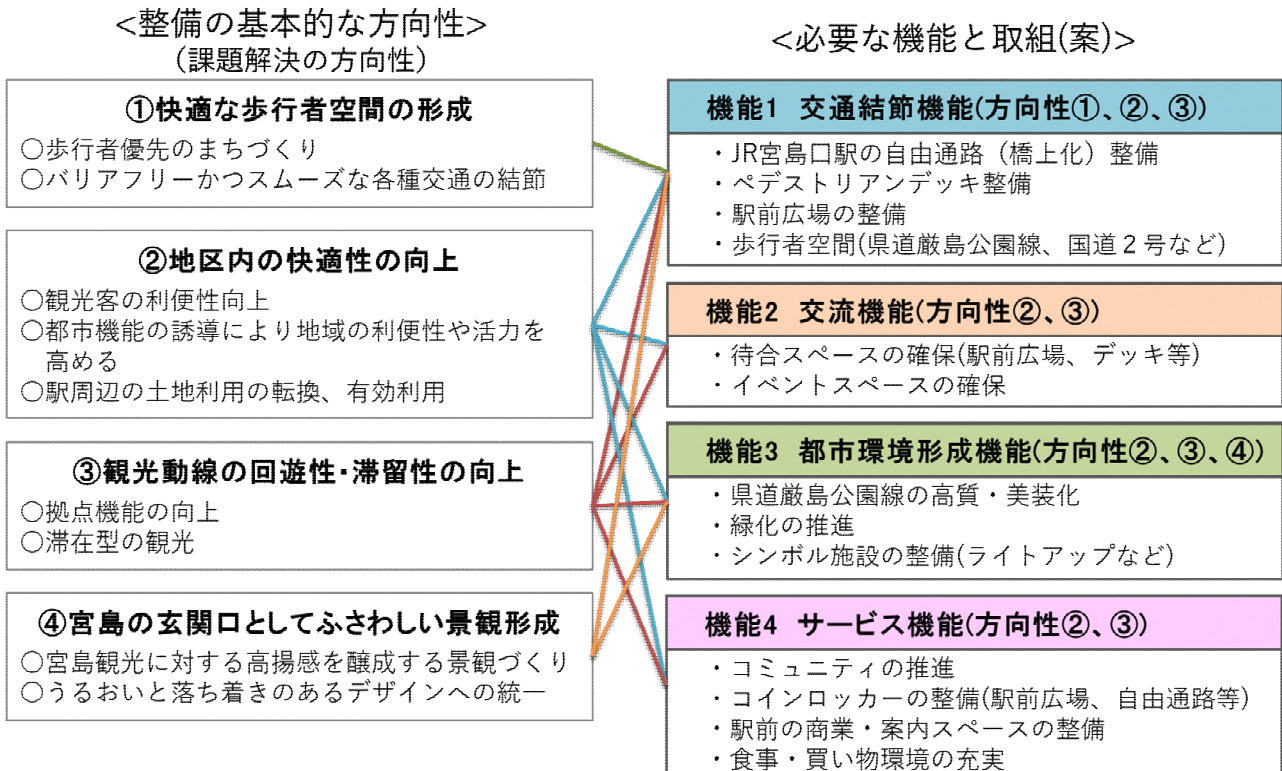 <整備の基本的な方向性>
(課題解決の方向性)
①快適な歩行者空間の形成
○歩行者優先のまちづくり
○バリアフリーかつスムーズな各種交通の結節
②地区内の快適性の向上
○観光客の利便性向上
○都市機能の誘導により地域の利便性や活力を
高める
○駅周辺の土地利用の転換、有効利用
③観光動線の回遊性・滞留性の向上
○拠点機能の向上
○滞在型の観光
④宮島の玄関口としてふさわしい景観形成
○宮島観光に対する高揚感を醸成する景観づくり
○うるおいと落ち着きのあるデザインへの統一
<必要な機能と取組(案)>
機能1 交通結節機能(方向性①、②、③)
・JR宮島口駅の自由通路（橋上化）整備
・ペデストリアンデッキ整備
・駅前広場の整備
・歩行者空間(県道厳島公園線、国道２号など)
機能2 交流機能(方向性②、③)
・待合スペースの確保(駅前広場、デッキ等)
・イベントスペースの確保
機能3 都市環境形成機能(方向性②、③、④)
・県道厳島公園線の高質・美装化
・緑化の推進
・シンボル施設の整備(ライトアップなど)
機能4 サービス機能(方向性②、③)
・コミュニティの推進
・コインロッカーの整備(駅前広場、自由通路等)
・駅前の商業・案内スペースの整備
・食事・買い物環境の充実